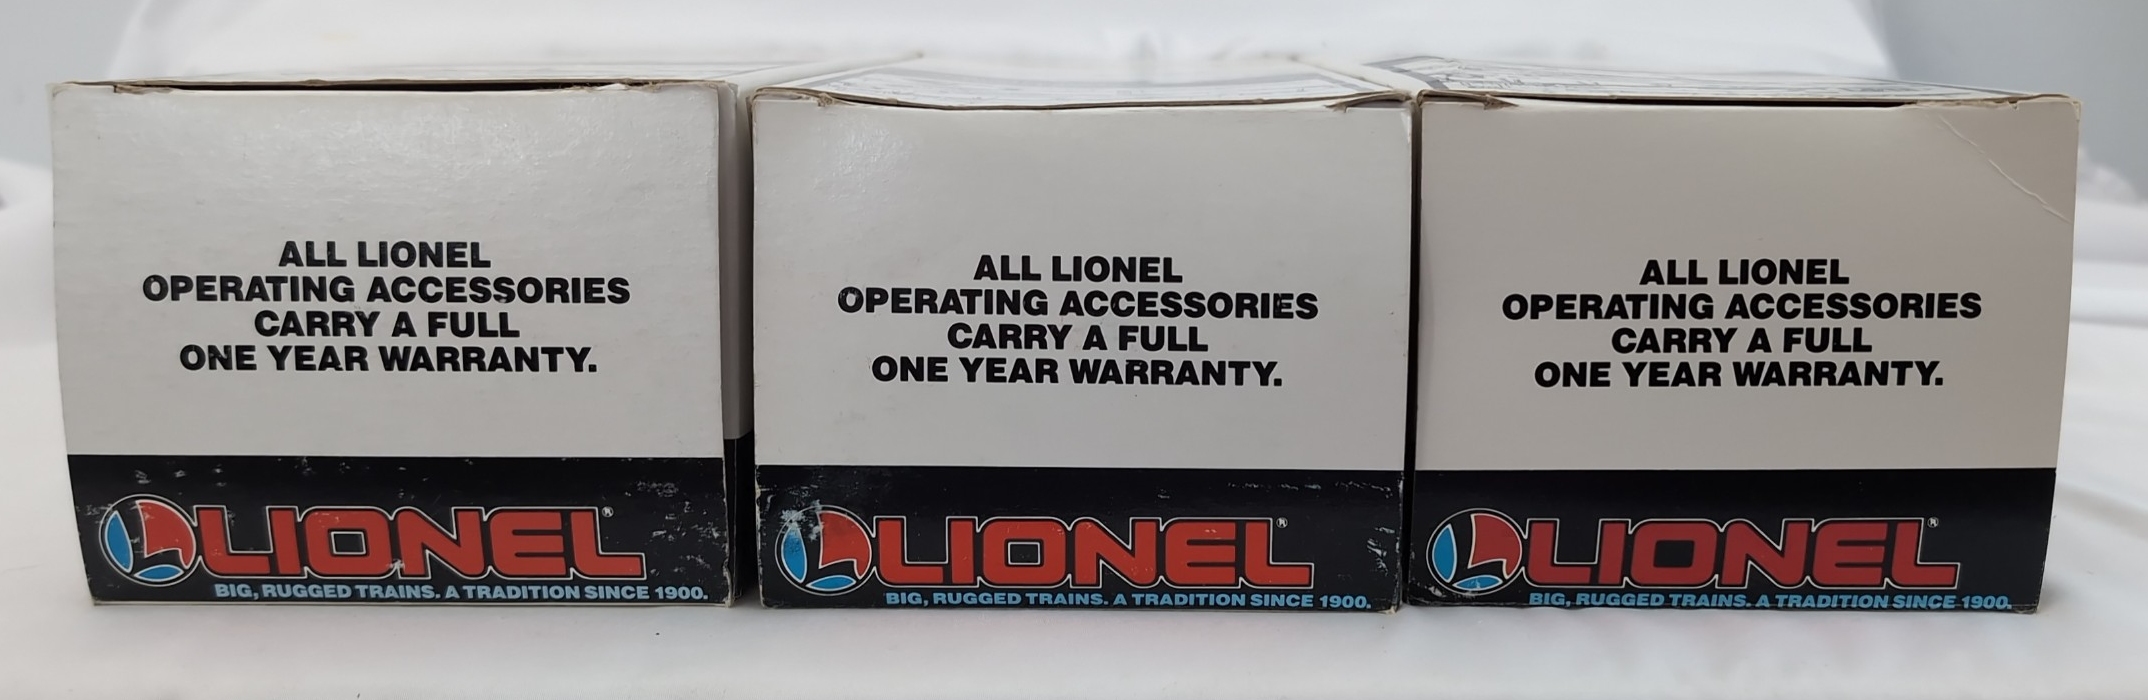 ALL LIONEL
OPERATING ACCESSORIES
CARRY A FULL
ONE YEAR WARRANTY.
LIONEL®
BIG, RUGGED TRAINS. A TRADITION SINCE 1900.
ALL LIONEL
OPERATING ACCESSORIES
CARRY A FULL
ONE YEAR WARRANTY.
LIONEL®
BIG, RUGGED TRAINS. A TRADITION SINCE 1900.
ALL LIONEL
OPERATING ACCESSORIES
CARRY A FULL
ONE YEAR WARRANTY.
LIONEL®
BIG, RUGGED TRAINS. A TRADITION SINCE 1900.